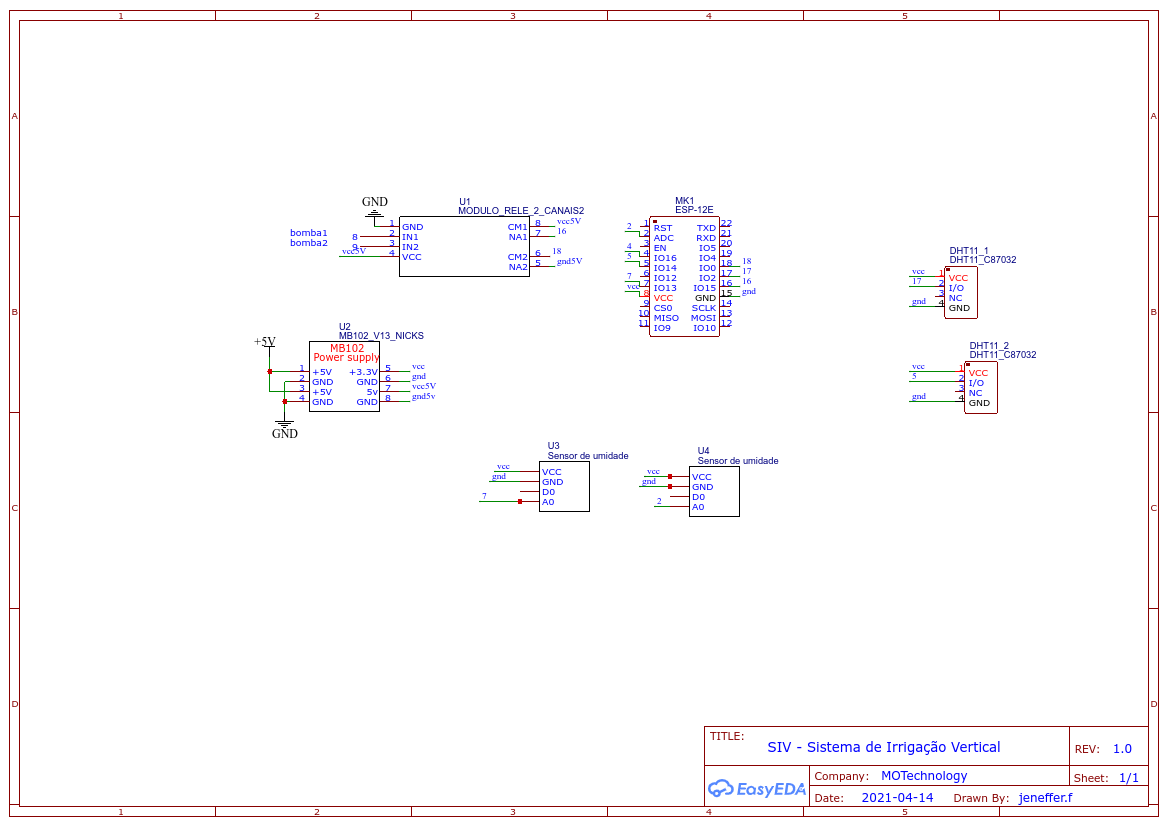 1 2 3 4 5
A A
B B
C C
D D
GND
U1
MODULO_RELE_2_CANAIS2
bomba1
bomba2
8
9
vcc5V
1 GND
2 IN1
3 IN2
4 VCC
CM1 8 vcc5V
NA1 7 16
CM2 6 18
NA2 5 gnd5V
MK1
ESP-12E
2
4
5
7
vcc
1 RST TXD 22
2 ADC RXD 21
3 EN IO5 20
4 IO16 IO4 19
5 IO14 IO0 18 18
6 IO12 IO2 17 17
7 IO13 IO15 16 16
8 VCC GND 15 gnd
9 CS0 SCLK 14
10 MISO MOSI 13
11 IO9 IO10 12
DHT11_1
DHT11_C87032
vcc 1 VCC
17 2 I/O
3 NC
gnd 4 GND
U2
MB102_V13_NICKS
+5V
MB102
Power supply
1 +5V +3.3V 5 vcc
2 GND GND 6 gnd
3 +5V 5v 7 vcc5V
4 GND GND 8 gnd5v
GND
DHT11_2
DHT11_C87032
vcc 1 VCC
5 2 I/O
3 NC
gnd 4 GND
U3
Sensor de umidade
vcc VCC
gnd GND
D0
7 A0
U4
Sensor de umidade
vcc VCC
gnd GND
D0
2 A0
TITLE:
SIV - Sistema de Irrigação Vertical
REV: 1.0
EasyEDA
Company: MOTechnology
Sheet: 1/1
Date: 2021-04-14 Drawn By: jeneffer.f
1 2 3 4 5